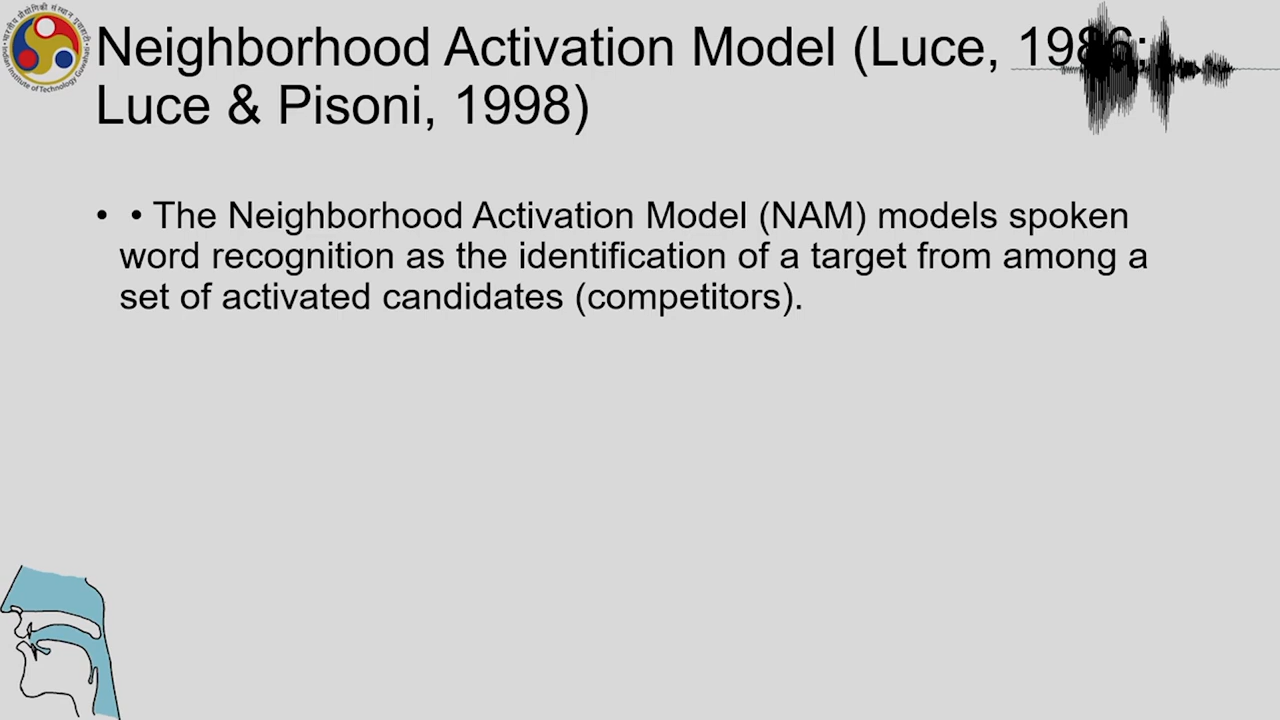 Neighborhood Activation Model (Luce, 1986;
Luce & Pisoni, 1998)
• • The Neighborhood Activation Model (NAM) models spoken
word recognition as the identification of a target from among a
set of activated candidates (competitors).